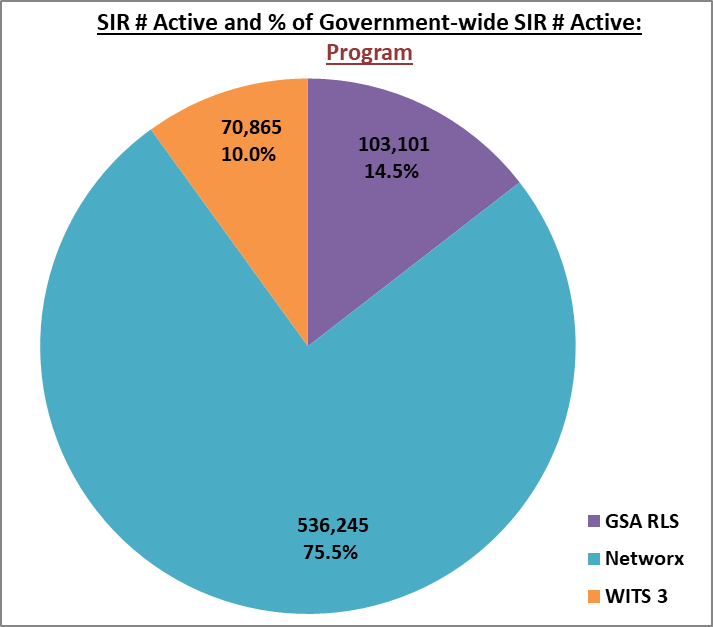 SIR # Active and % of Government-wide SIR # Active:
Program
70,865
10.0%
103,101
14.5%
536,245
75.5%
GSA RLS
Networx
WITS 3